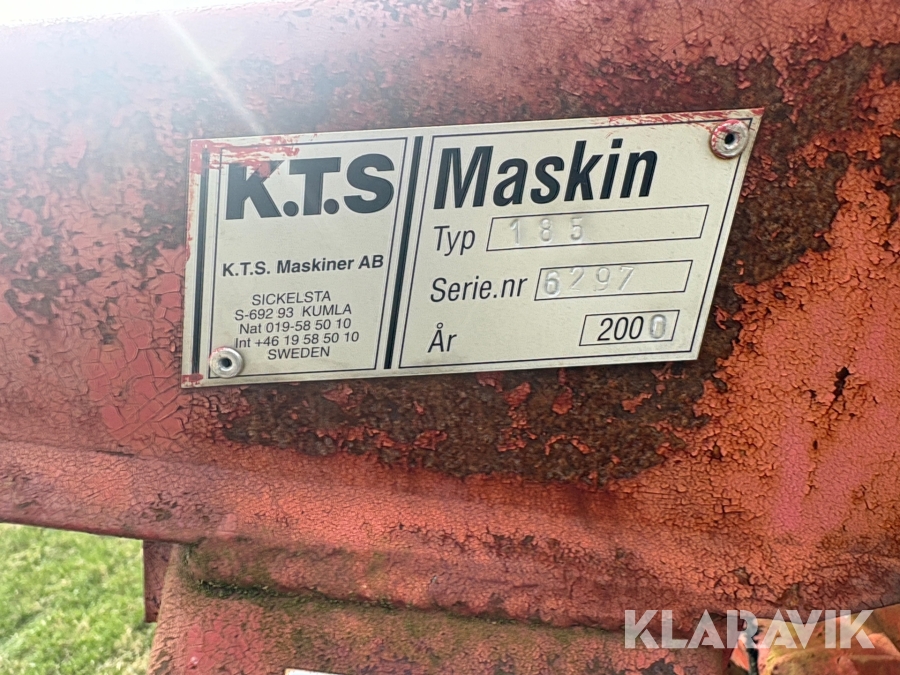 K.T.S
K.T.S. Maskiner AB
SICKELSTA
S-692 93 KUMLA
Nat 019-58 50 10
Int +46 19 58 50 10
SWEDEN
Maskin
Typ 185
Serie.nr 6297
År 2000
KLARAVIK